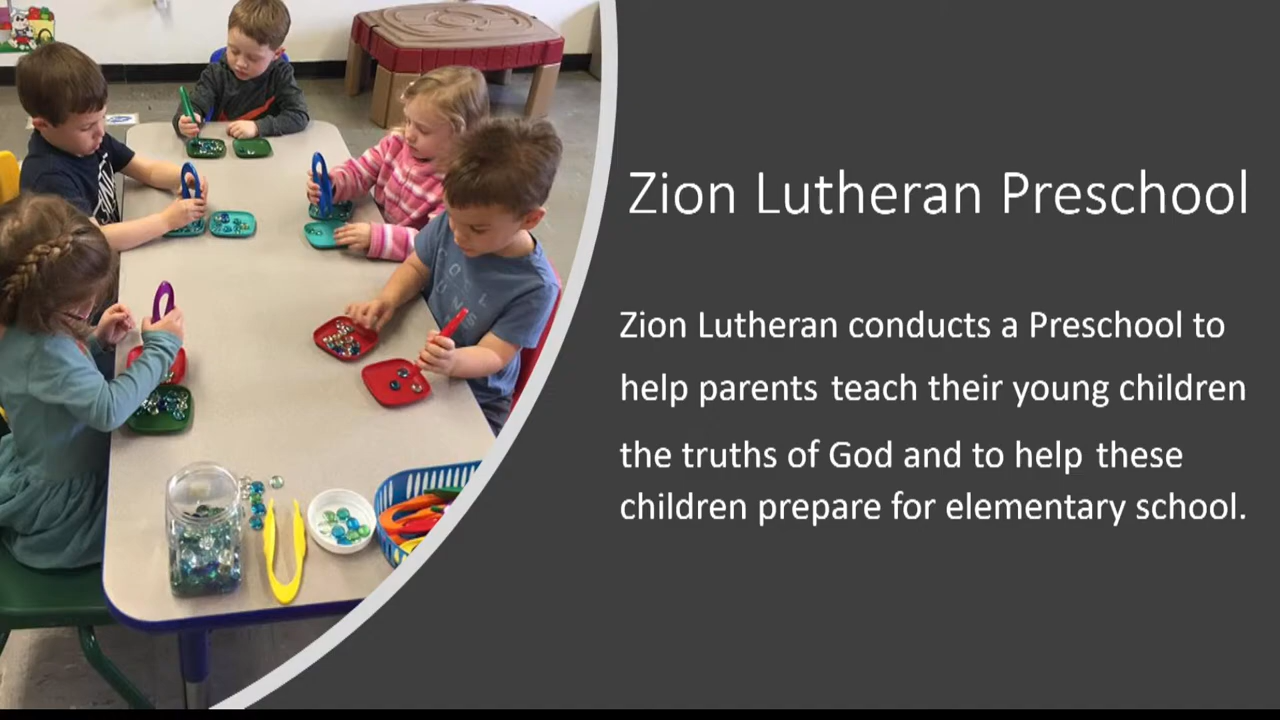 Zion Lutheran Preschool
Zion Lutheran conducts a Preschool to
help parents teach their young children
the truths of God and to help these
children prepare for elementary school.